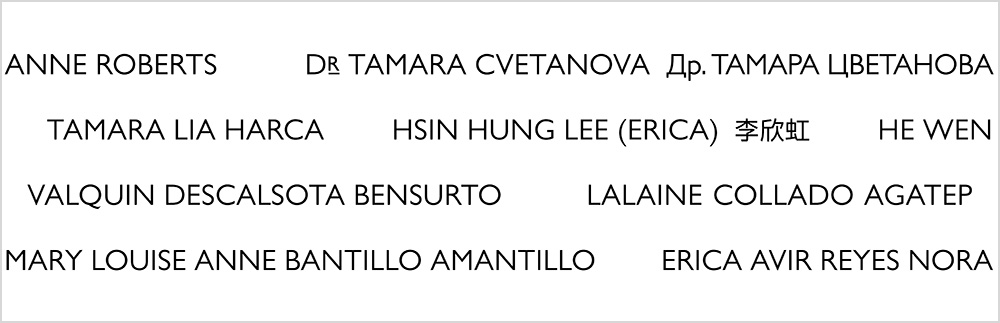 ANNE ROBERTS DR TAMARA CVETANOVA Др. ТАМАРА ЦВЕТАНОВА
TAMARA LIA HARCA HSIN HUNG LEE (ERICA) 李欣虹 HE WEN
VALQUIN DESCALSOTA BENSURTO LALAINE COLLADO AGATEP
MARY LOUISE ANNE BANTILLO AMANTILLO ERICA AVIR REYES NORA